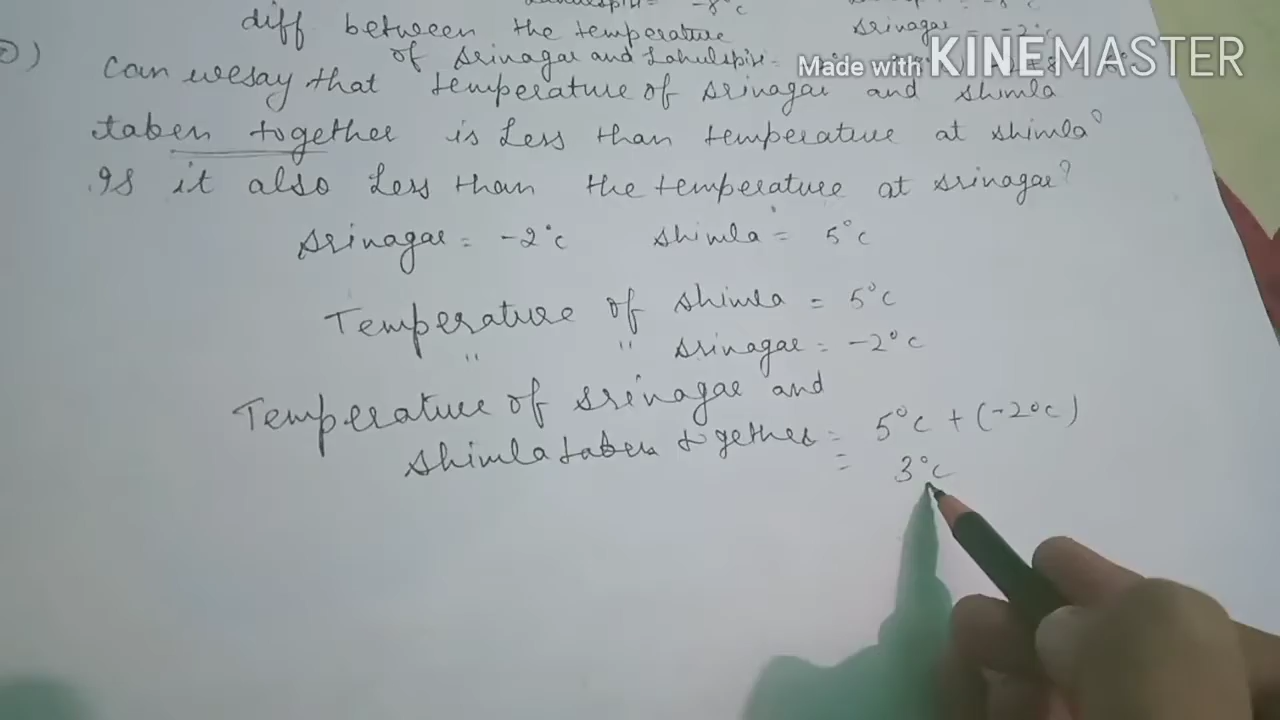 -8°c
diff between the temperature
srinagar = -2°c
of srinagar and Lahulspiti =
Made with KINEMASTER
can we say that temperature of srinagar and shimla
taken together is Less than temperature at shimla?
Is it also Less than the temperature at srinagar?
srinagar = -2°c shimla = 5°c
Temperature of shimla = 5°c
" " srinagar = -2°c
Temperature of srinagar and
shimla taken together = 5°c + (-2°c)
= 3°c